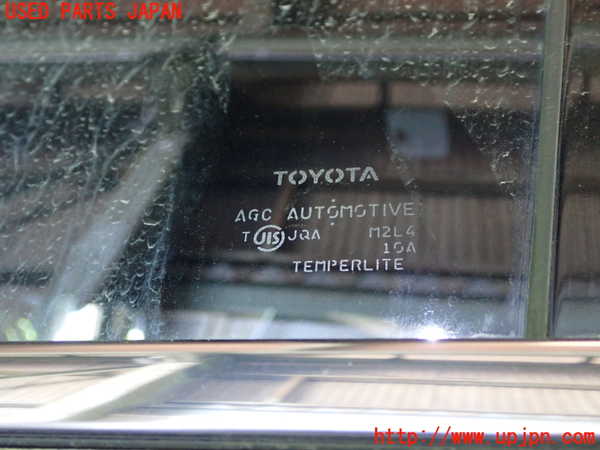 USED PARTS JAPAN
TOYOTA
AGC AUTOMOTIVE
T JIS JQA M2L4
10A
TEMPERLITE
http://www.upjpn.com/